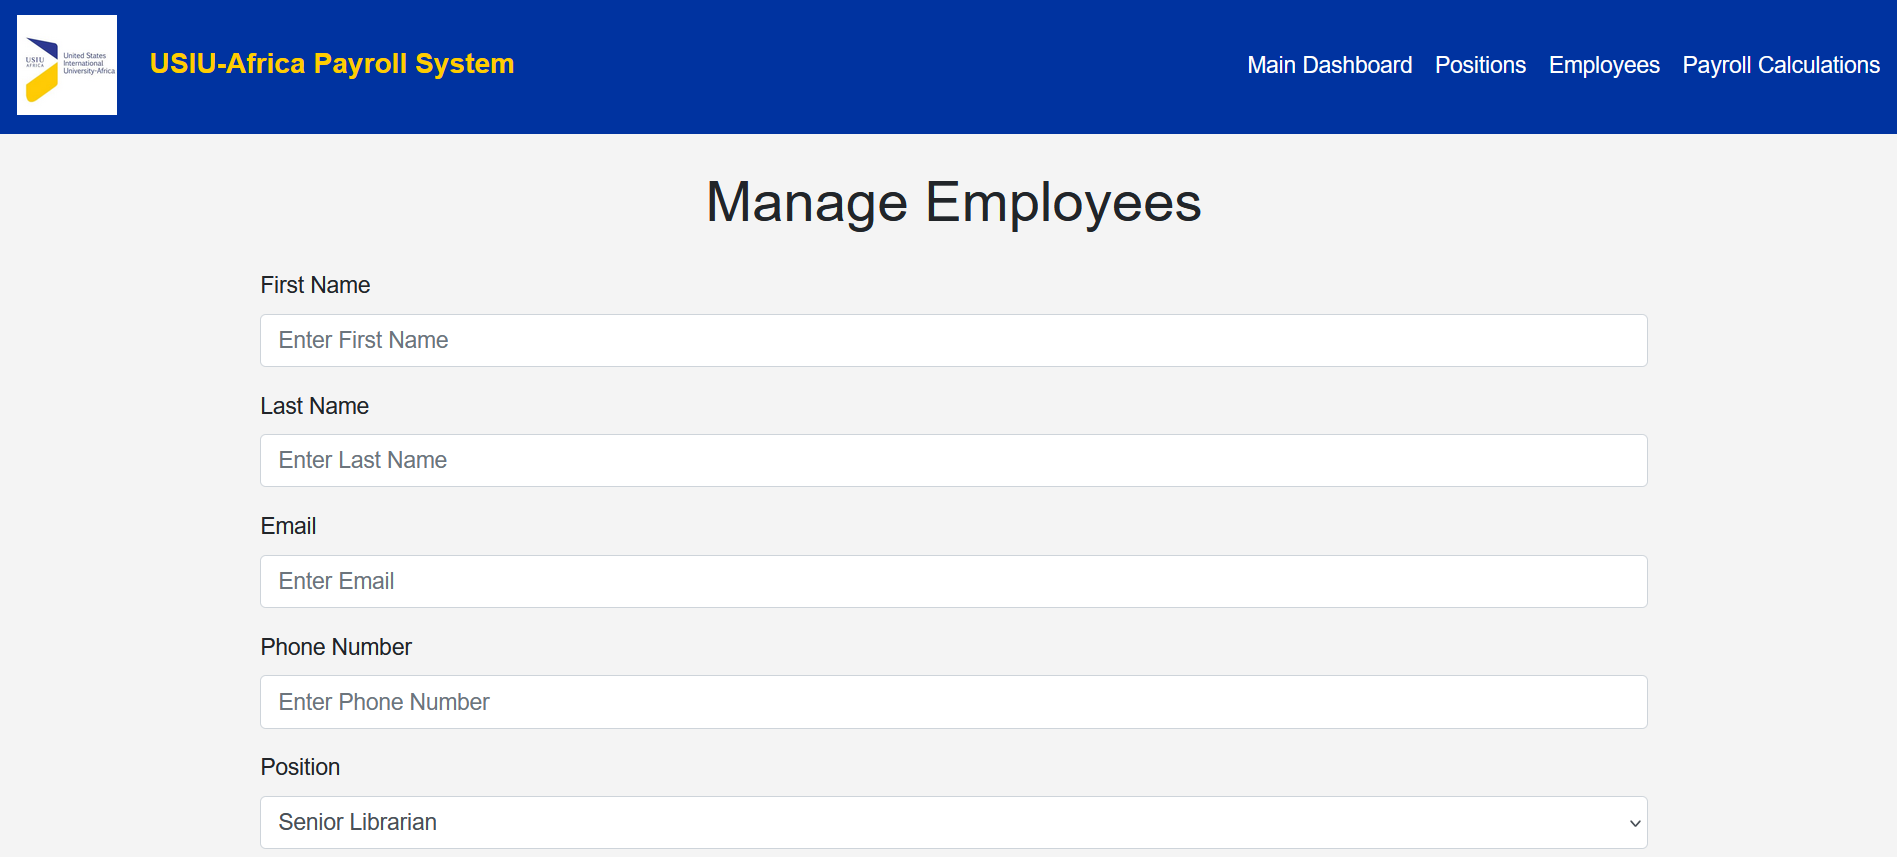 USIU
AFRICA
United States
International
University-Africa
USIU-Africa Payroll System
Main Dashboard Positions Employees Payroll Calculations
Manage Employees
First Name
Enter First Name
Last Name
Enter Last Name
Email
Enter Email
Phone Number
Enter Phone Number
Position
Senior Librarian